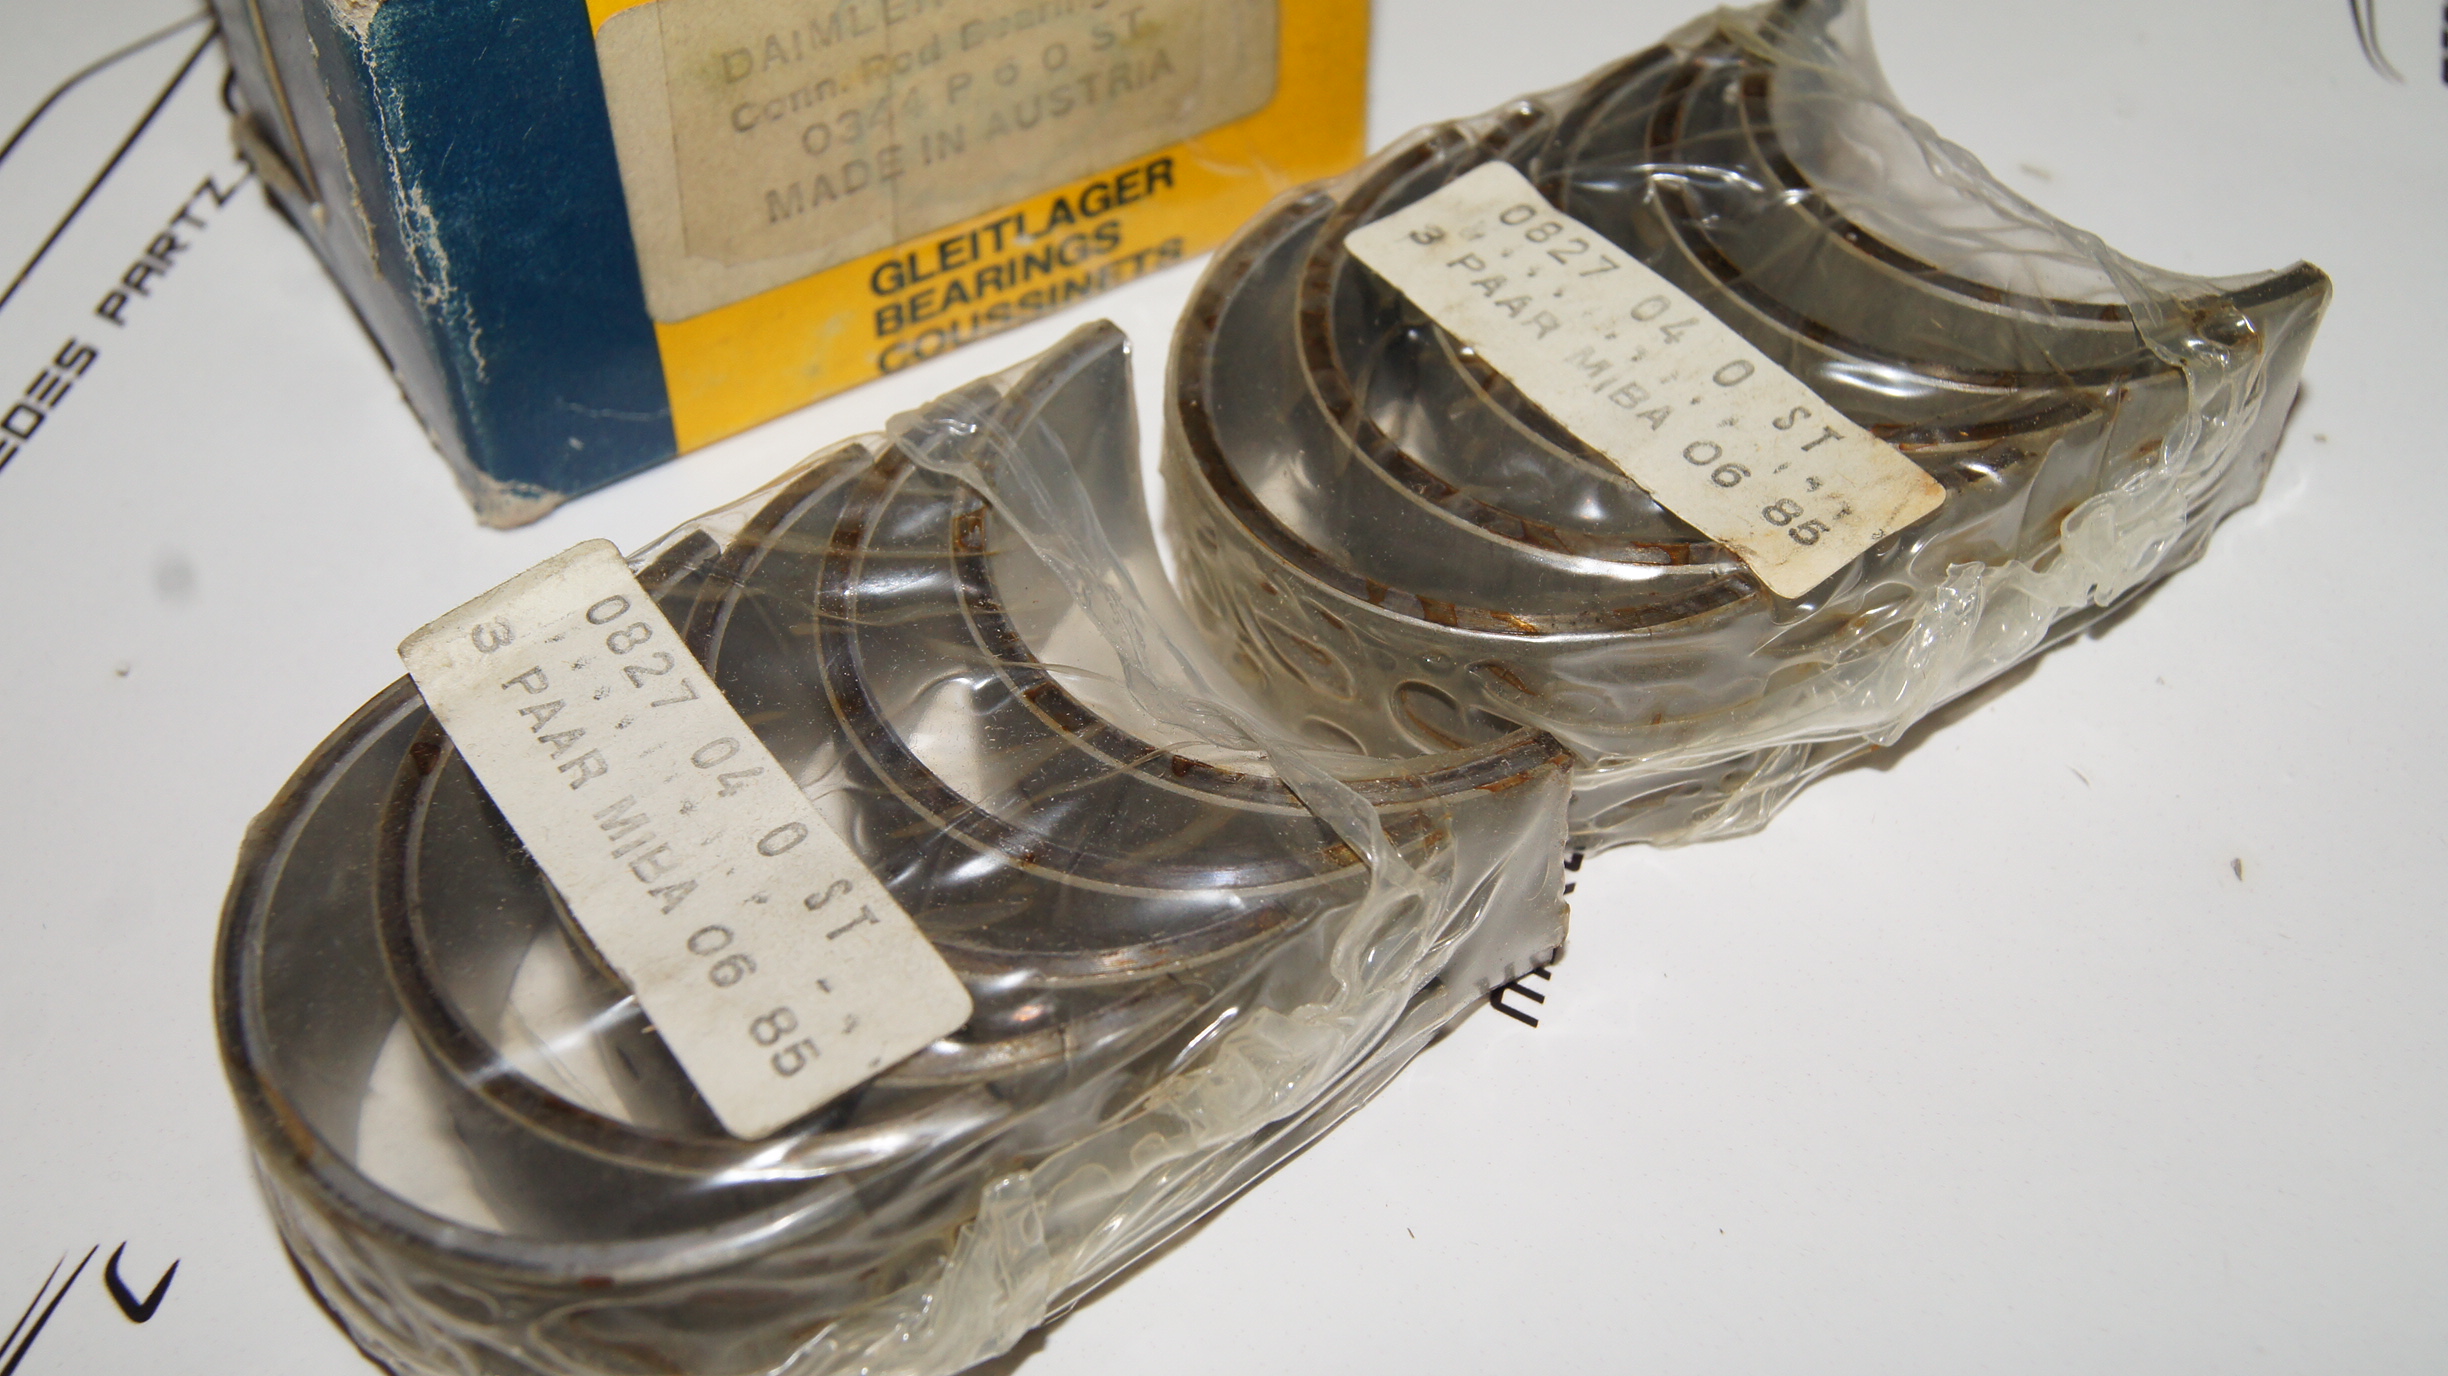 DAIMLER
Conn. Rod Bearing
0344 P 6 0 ST
MADE IN AUSTRIA
GLEITLAGER
BEARINGS
COUSSINETS
0827 04 0 ST
3 PAAR MIBA 06 85
0827 04 0 ST
3 PAAR MIBA 06 85
EDES PARTZ